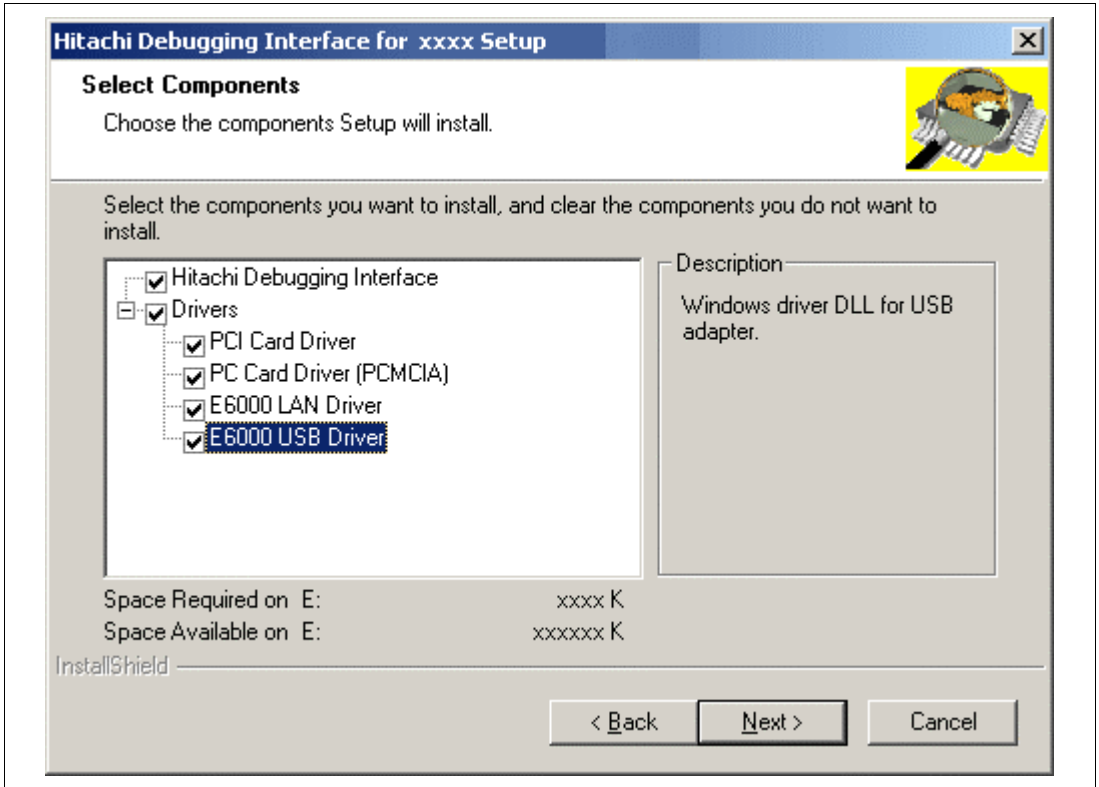 Hitachi Debugging Interface for xxxx Setup
Select Components
Choose the components Setup will install.
Select the components you want to install, and clear the components you do not want to
install.
Hitachi Debugging Interface
Drivers
PCI Card Driver
PC Card Driver (PCMCIA)
E6000 LAN Driver
E6000 USB Driver
Description
Windows driver DLL for USB
adapter.
Space Required on E: xxxx K
Space Available on E: xxxxxx K
InstallShield
< Back Next > Cancel